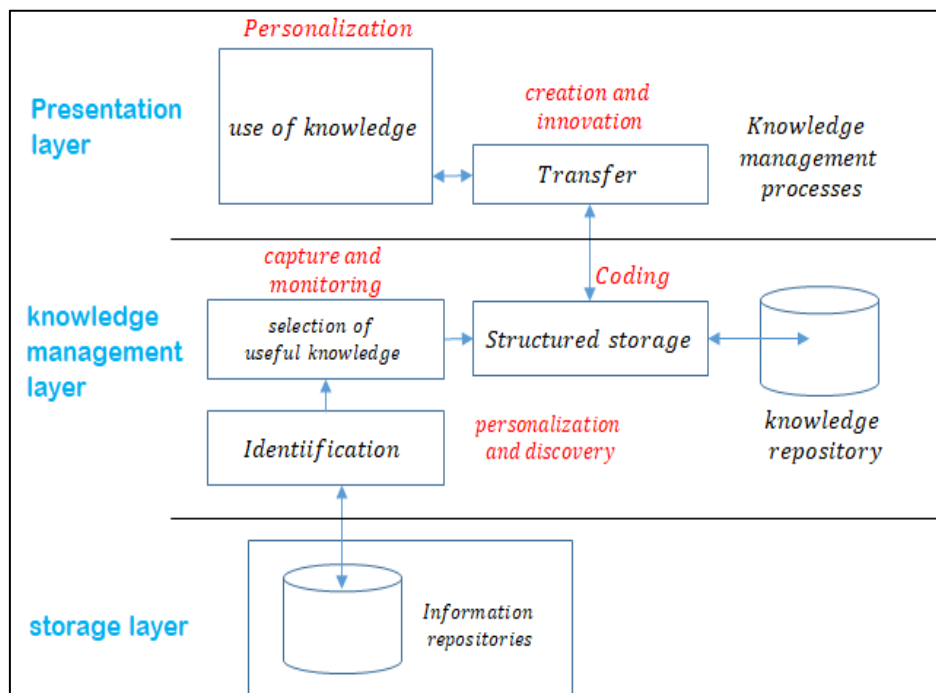 Personalization
Presentation
layer
use of knowledge
creation and
innovation
Transfer
Knowledge
management
processes
capture and
monitoring
Coding
knowledge
management
layer
selection of
useful knowledge
Structured storage
knowledge
repository
Identiification
personalization
and discovery
storage layer
Information
repositories